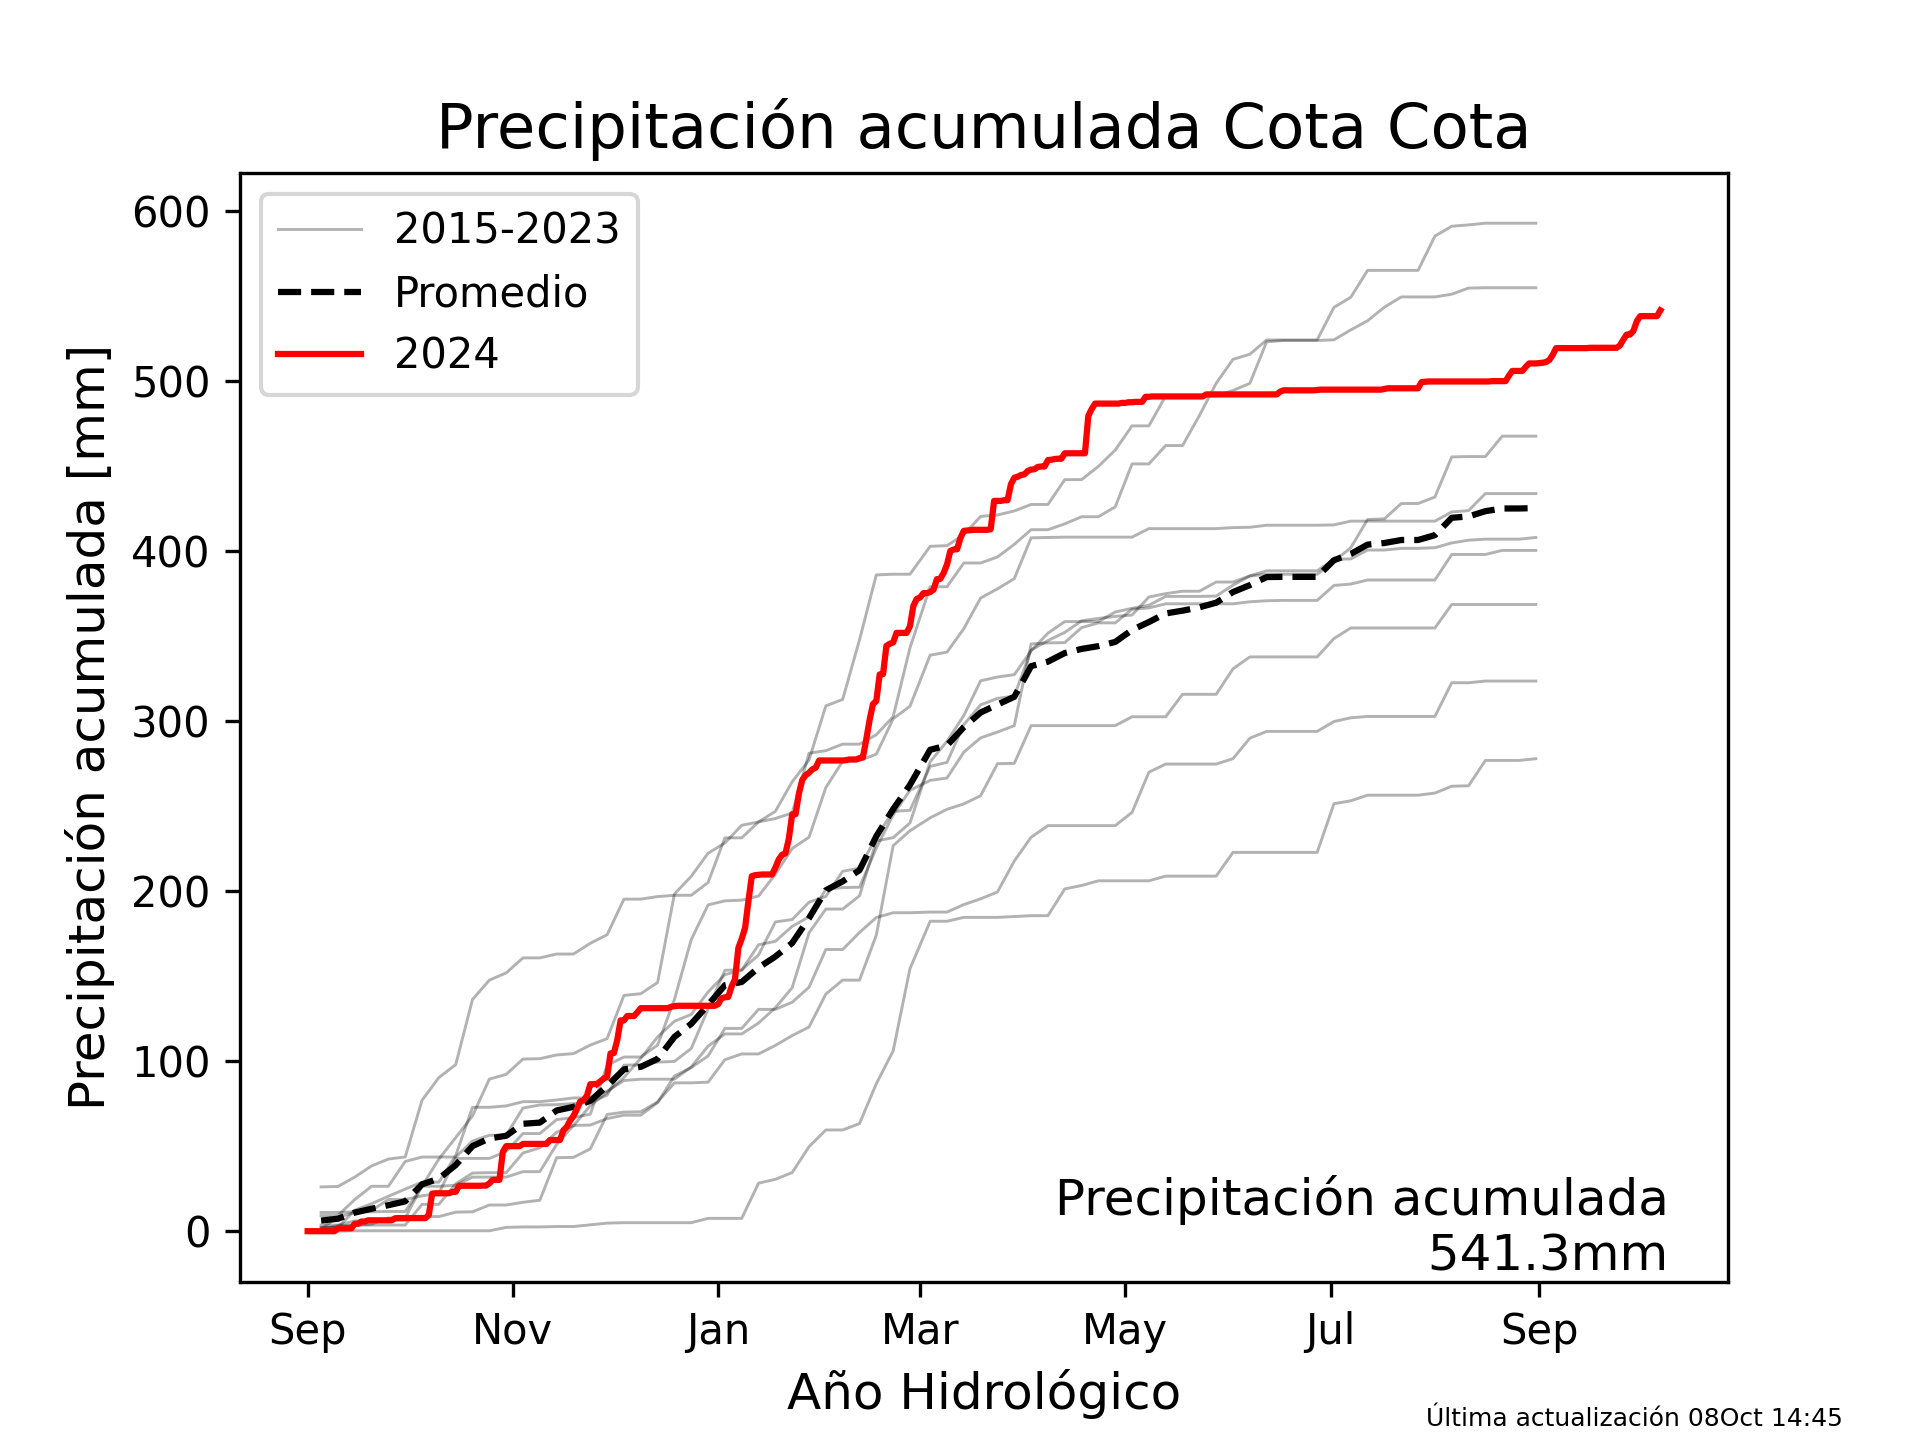 Precipitación acumulada Cota Cota
2015-2023
Promedio
2024
Precipitación acumulada [mm]
600
500
400
300
200
100
0
Precipitación acumulada
541.3mm
Sep
Nov
Jan
Mar
May
Jul
Sep
Año Hidrológico
Última actualización 08Oct 14:45